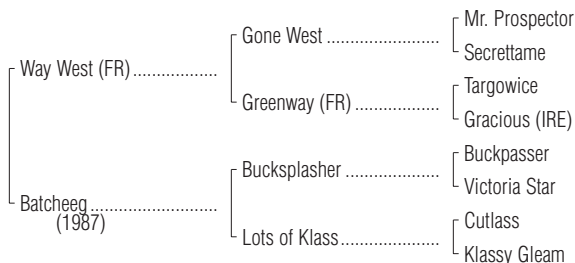 Mr. Prospector
Gone West ............................
Secrettame
Way West (FR) .....................
Targowice
Greenway (FR) .....................
Gracious (IRE)
Buckpasser
Bucksplasher .......................
Victoria Star
Batcheeg ...............................
(1987)
Cutlass
Lots of Klass ........................
Klassy Gleam